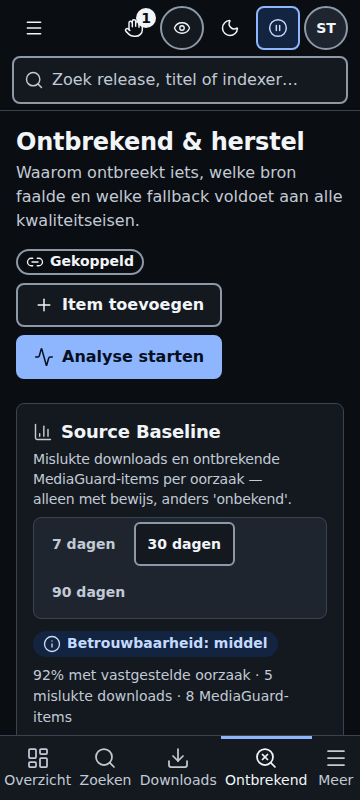 1
ST
Zoek release, titel of indexer…
Ontbrekend & herstel
Waarom ontbreekt iets, welke bron
faalde en welke fallback voldoet aan alle
kwaliteitseisen.
Gekoppeld
Item toevoegen
Analyse starten
Source Baseline
Mislukte downloads en ontbrekende
MediaGuard-items per oorzaak —
alleen met bewijs, anders 'onbekend'.
7 dagen
30 dagen
90 dagen
Betrouwbaarheid: middel
92% met vastgestelde oorzaak · 5
mislukte downloads · 8 MediaGuard-
items
Overzicht
Zoeken
Downloads
Ontbrekend
Meer